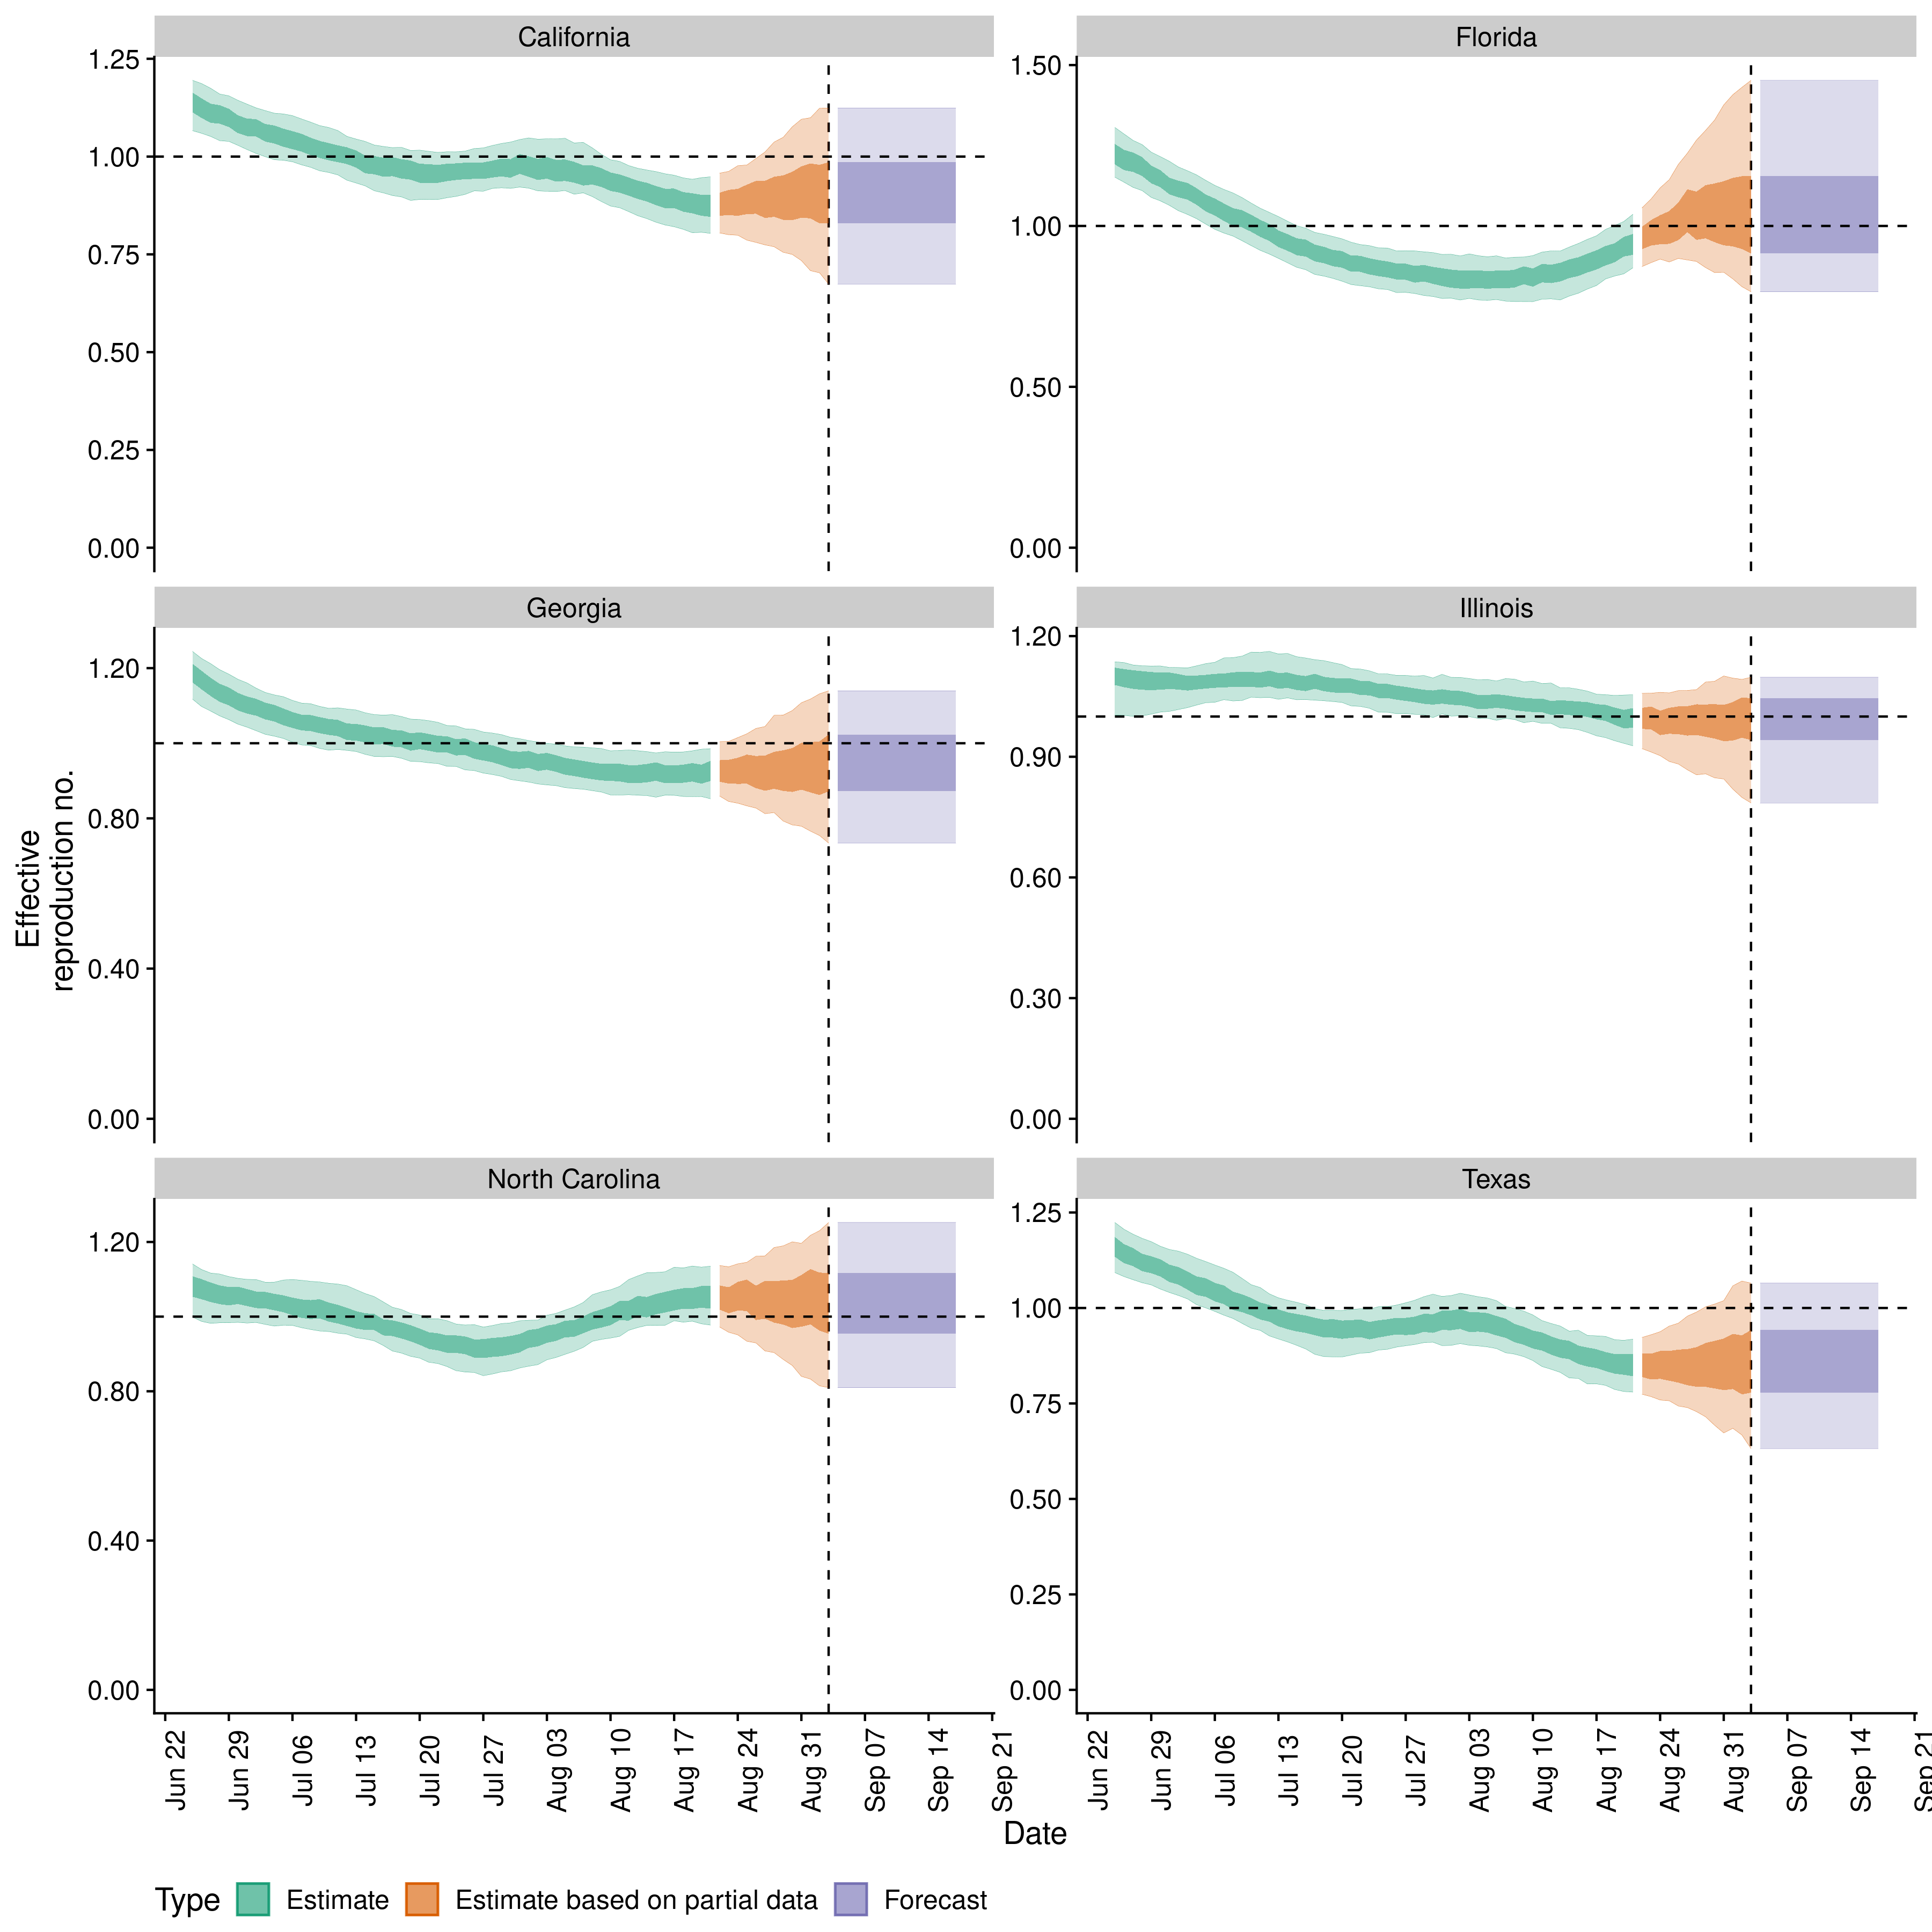 California
Florida
1.25
1.00
0.75
0.50
0.25
0.00
1.50
1.00
0.50
0.00
Georgia
Illinois
1.20
0.80
0.40
0.00
1.20
0.90
0.60
0.30
0.00
North Carolina
Texas
1.20
0.80
0.40
0.00
1.25
1.00
0.75
0.50
0.25
0.00
Effective
reproduction no.
Jun 22
Jun 29
Jul 06
Jul 13
Jul 20
Jul 27
Aug 03
Aug 10
Aug 17
Aug 24
Aug 31
Sep 07
Sep 14
Sep 21
Jun 22
Jun 29
Jul 06
Jul 13
Jul 20
Jul 27
Aug 03
Aug 10
Aug 17
Aug 24
Aug 31
Sep 07
Sep 14
Sep 21
Date
Type Estimate Estimate based on partial data Forecast